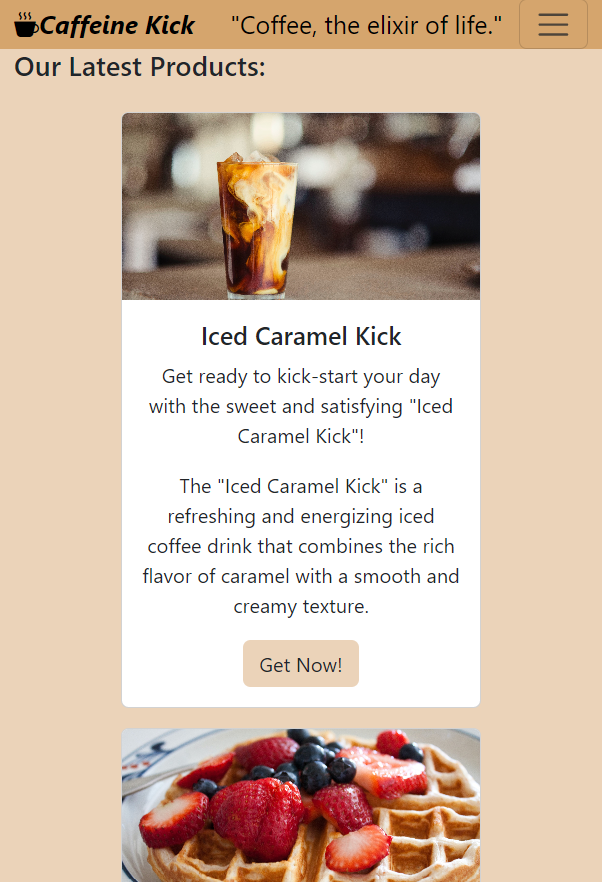 Caffeine Kick "Coffee, the elixir of life."
Our Latest Products:
Iced Caramel Kick
Get ready to kick-start your day
with the sweet and satisfying "Iced
Caramel Kick"!
The "Iced Caramel Kick" is a
refreshing and energizing iced
coffee drink that combines the rich
flavor of caramel with a smooth and
creamy texture.
Get Now!